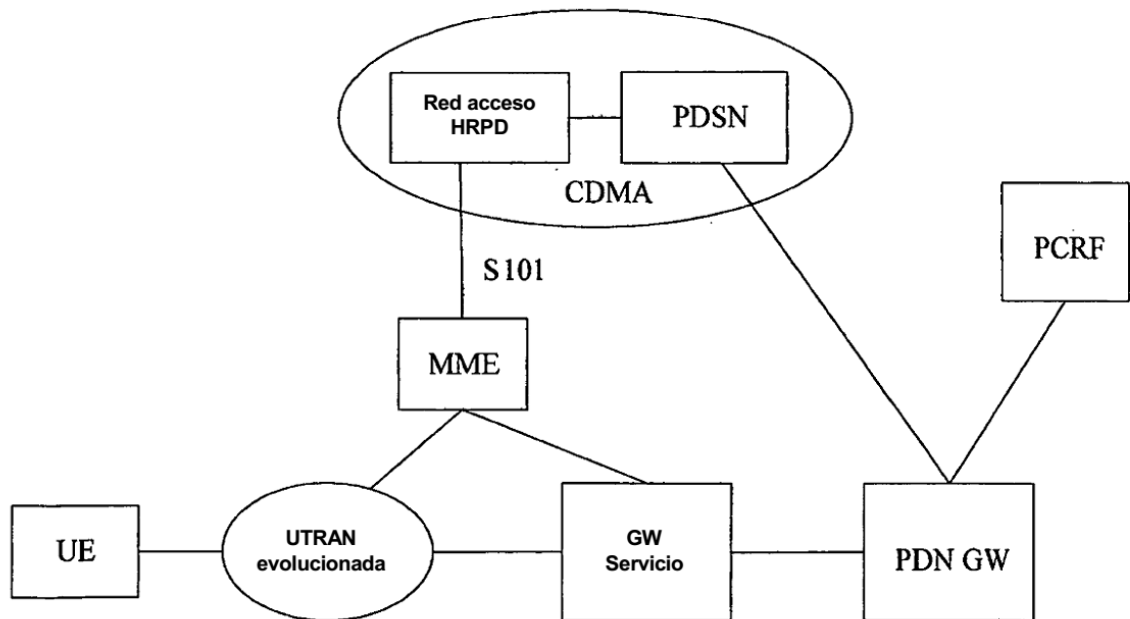 Red acceso
HRPD
PDSN
CDMA
PCRF
S101
MME
UE
UTRAN
evolucionada
GW
Servicio
PDN GW